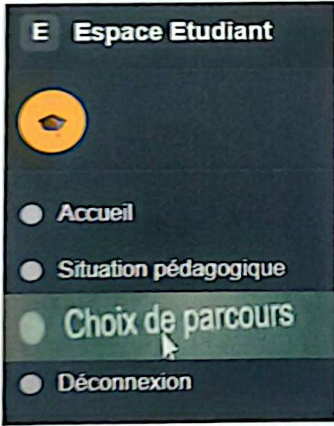 E Espace Etudiant
Accueil
Situation pédagogique
Choix de parcours
Déconnexion